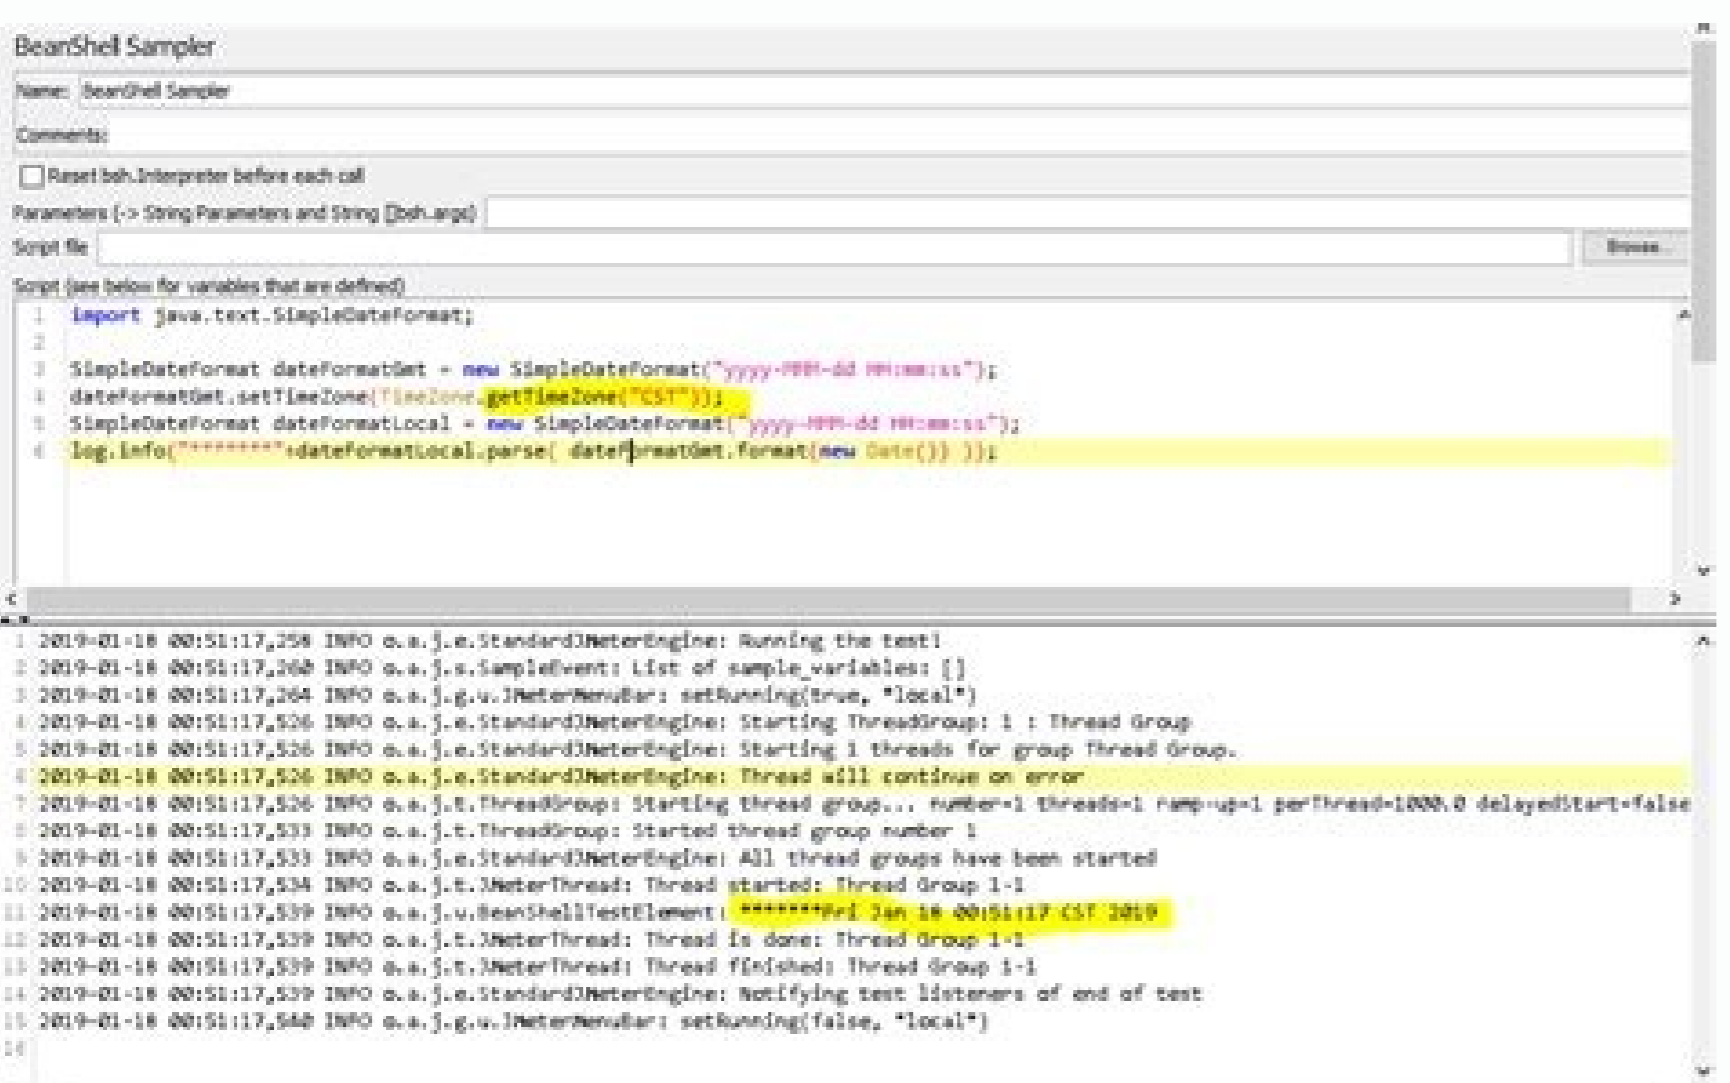 BeanShell Sampler
Name: BeanShell Sampler
Comments:
Reset bsh.Interpreter before each call
Parameters (-> String Parameters and String []bsh.args)
Script file
Browse...
Script (see below for variables that are defined)
1 import java.text.SimpleDateFormat;
2
3 SimpleDateFormat dateFormatGmt = new SimpleDateFormat("yyyy-MMM-dd HH:mm:ss");
4 dateFormatGmt.setTimeZone(TimeZone.getTimeZone("CST"));
5 SimpleDateFormat dateFormatLocal = new SimpleDateFormat("yyyy-MMM-dd HH:mm:ss");
6 log.info("*******"+dateFormatLocal.parse( dateFormatGmt.format(new Date()) ));
1 2019-01-18 00:51:17,258 INFO o.a.j.e.StandardJMeterEngine: Running the test!
2 2019-01-18 00:51:17,260 INFO o.a.j.s.SampleEvent: List of sample_variables: []
3 2019-01-18 00:51:17,264 INFO o.a.j.g.u.JMeterMenuBar: setRunning(true, *local*)
4 2019-01-18 00:51:17,526 INFO o.a.j.e.StandardJMeterEngine: Starting ThreadGroup: 1 : Thread Group
5 2019-01-18 00:51:17,526 INFO o.a.j.e.StandardJMeterEngine: Starting 1 threads for group Thread Group.
6 2019-01-18 00:51:17,526 INFO o.a.j.e.StandardJMeterEngine: Thread will continue on error
7 2019-01-18 00:51:17,526 INFO o.a.j.t.ThreadGroup: Starting thread group... number=1 threads=1 ramp-up=1 perThread=1000.0 delayedStart=false
8 2019-01-18 00:51:17,533 INFO o.a.j.t.ThreadGroup: Started thread group number 1
9 2019-01-18 00:51:17,533 INFO o.a.j.e.StandardJMeterEngine: All thread groups have been started
10 2019-01-18 00:51:17,534 INFO o.a.j.t.JMeterThread: Thread started: Thread Group 1-1
11 2019-01-18 00:51:17,539 INFO o.a.j.u.BeanShellTestElement: *******Fri Jan 18 00:51:17 CST 2019
12 2019-01-18 00:51:17,539 INFO o.a.j.t.JMeterThread: Thread is done: Thread Group 1-1
13 2019-01-18 00:51:17,539 INFO o.a.j.t.JMeterThread: Thread finished: Thread Group 1-1
14 2019-01-18 00:51:17,539 INFO o.a.j.e.StandardJMeterEngine: Notifying test listeners of end of test
15 2019-01-18 00:51:17,540 INFO o.a.j.g.u.JMeterMenuBar: setRunning(false, *local*)
16